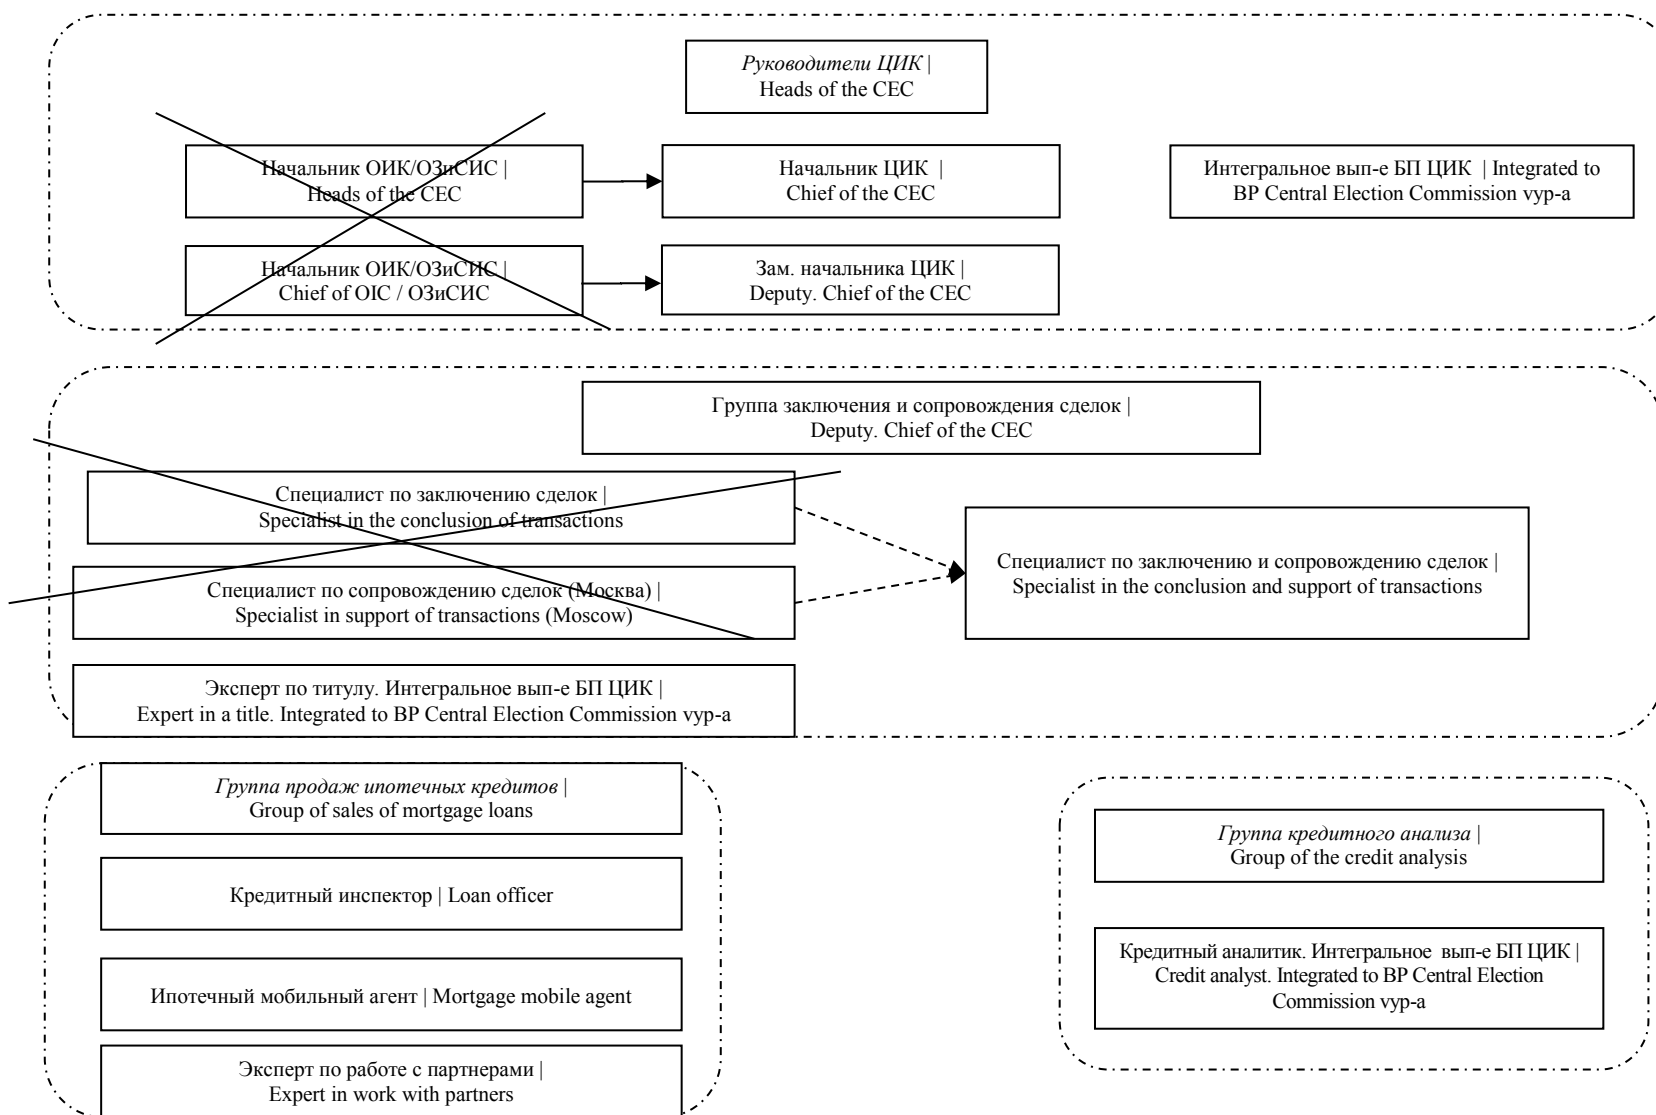 Руководители ЦИК |
Heads of the CEC
Начальник ОИК/ОЗиСИС |
Heads of the CEC
Начальник ЦИК |
Chief of the CEC
Интегральное вып-е БП ЦИК | Integrated to
BP Central Election Commission vyp-a
Начальник ОИК/ОЗиСИС |
Chief of OIC / ОЗиСИС
Зам. начальника ЦИК |
Deputy. Chief of the CEC
Группа заключения и сопровождения сделок |
Deputy. Chief of the CEC
Специалист по заключению сделок |
Specialist in the conclusion of transactions
Специалист по сопровождению сделок (Москва) |
Specialist in support of transactions (Moscow)
Специалист по заключению и сопровождению сделок |
Specialist in the conclusion and support of transactions
Эксперт по титулу. Интегральное вып-е БП ЦИК |
Expert in a title. Integrated to BP Central Election Commission vyp-a
Группа продаж ипотечных кредитов |
Group of sales of mortgage loans
Кредитный инспектор | Loan officer
Ипотечный мобильный агент | Mortgage mobile agent
Эксперт по работе с партнерами |
Expert in work with partners
Группа кредитного анализа |
Group of the credit analysis
Кредитный аналитик. Интегральное вып-е БП ЦИК |
Credit analyst. Integrated to BP Central Election
Commission vyp-a